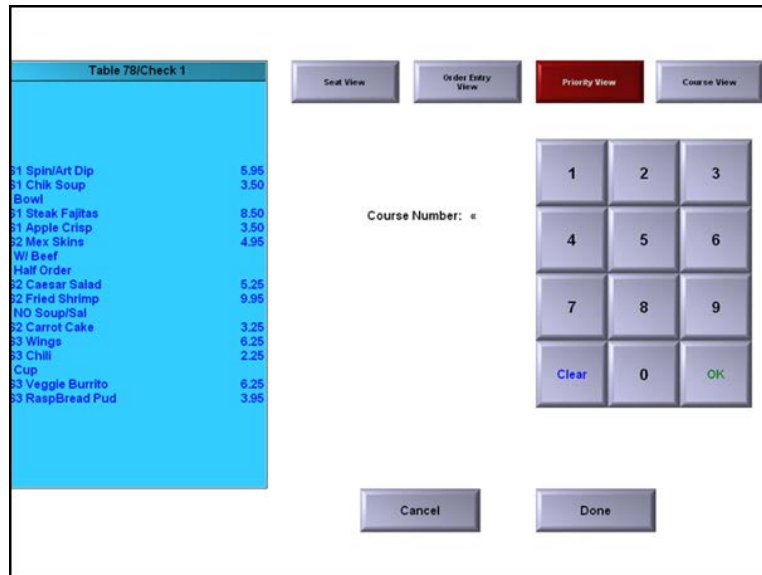 Table 78/Check 1
Seat View
Order Entry
View
Priority View
Course View
S1 Spin/Art Dip 5.95
S1 Chik Soup 3.50
Bowl
S1 Steak Fajitas 8.50
S1 Apple Crisp 3.50
S2 Mex Skins 4.95
W/ Beef
Half Order
S2 Caesar Salad 5.25
S2 Fried Shrimp 9.95
NO Soup/Sal
S2 Carrot Cake 3.25
S3 Wings 6.25
S3 Chili 2.25
Cup
S3 Veggie Burrito 6.25
S3 RaspBread Pud 3.95
Course Number: «
1 2 3
4 5 6
7 8 9
Clear 0 OK
Cancel
Done